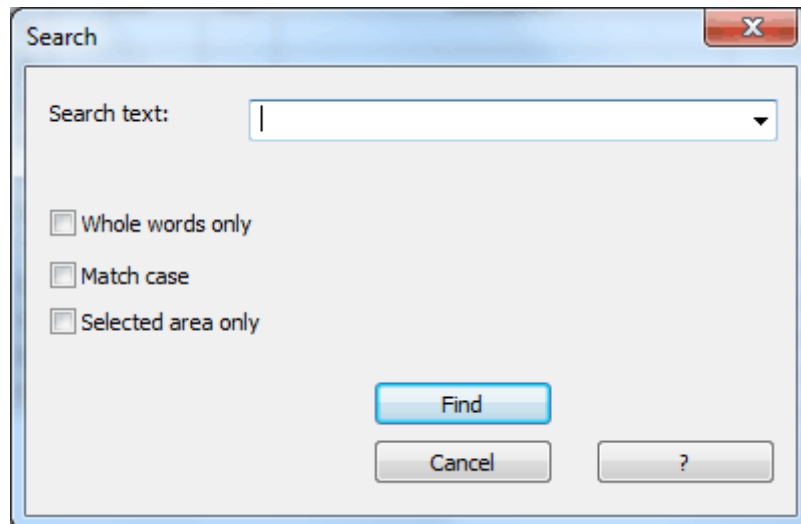 Search
Search text:
Whole words only
Match case
Selected area only
Find
Cancel
?